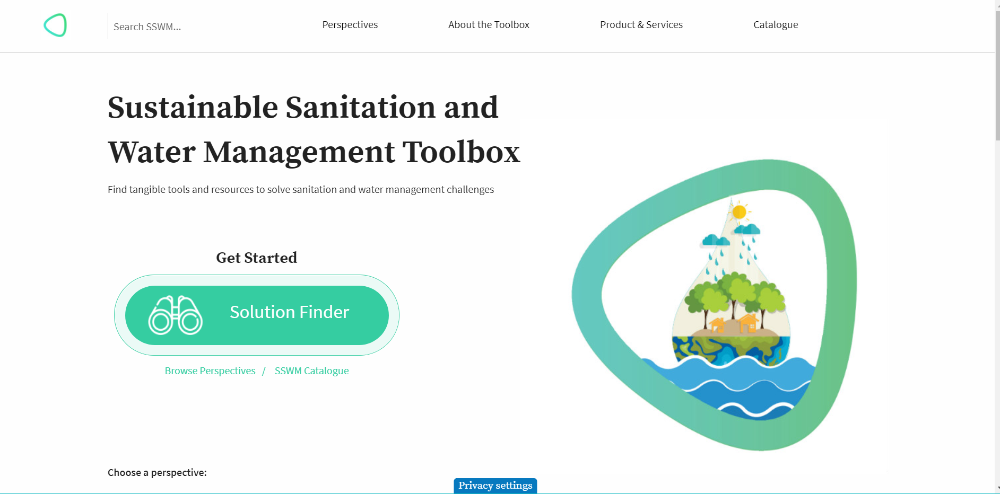 Search SSWM...
Perspectives
About the Toolbox
Product & Services
Catalogue
Sustainable Sanitation and
Water Management Toolbox
Find tangible tools and resources to solve sanitation and water management challenges
Get Started
Solution Finder
Browse Perspectives / SSWM Catalogue
Choose a perspective:
Privacy settings